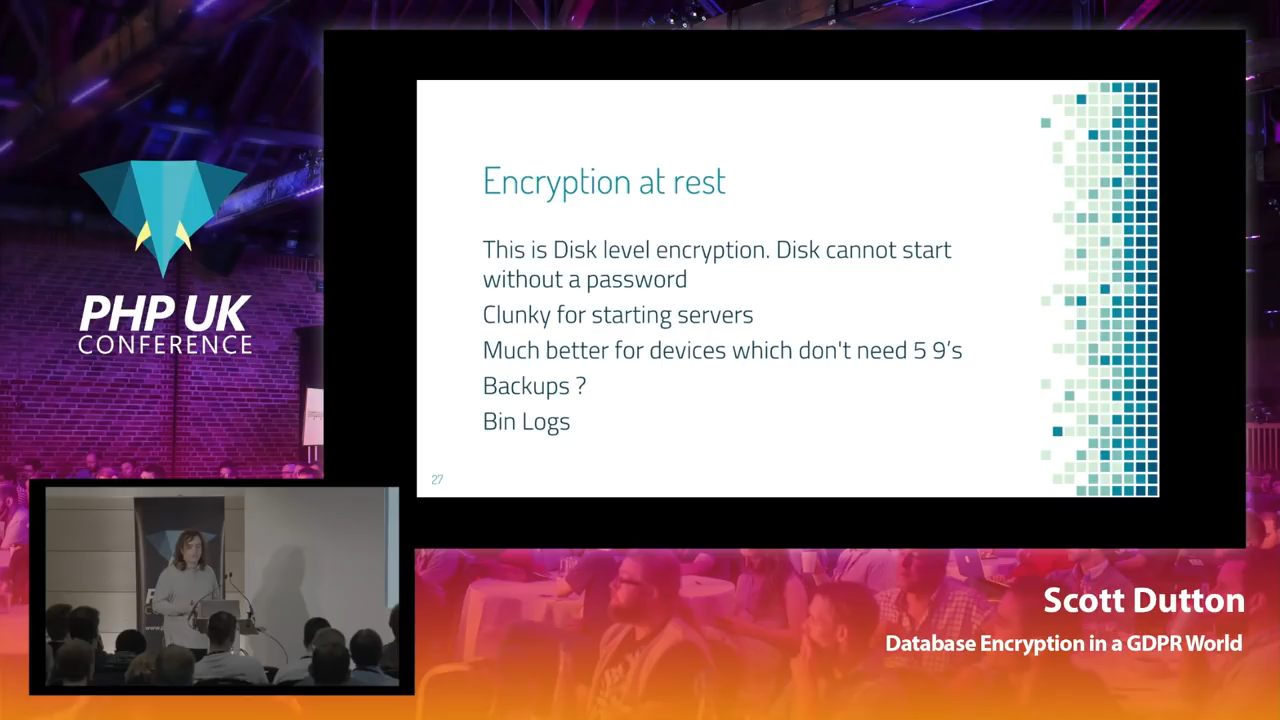 PHP UK
CONFERENCE
Encryption at rest
This is Disk level encryption. Disk cannot start
without a password
Clunky for starting servers
Much better for devices which don't need 5 9’s
Backups ?
Bin Logs
27
Scott Dutton
Database Encryption in a GDPR World